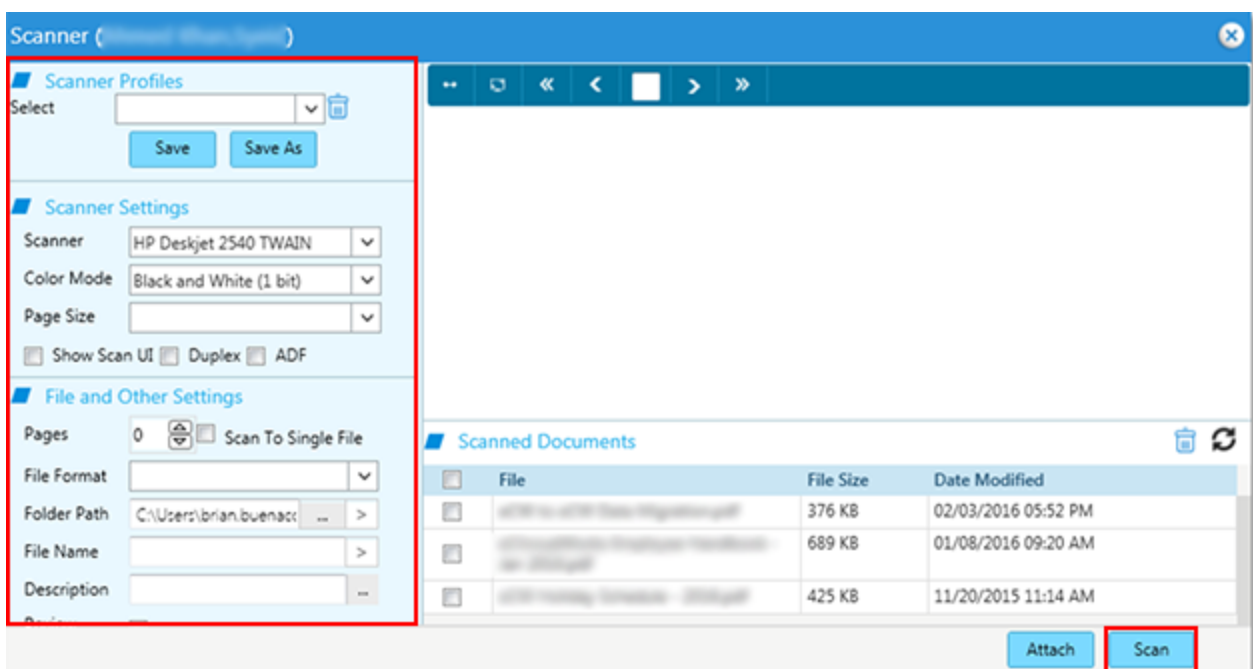 Scanner (
)
Scanner Profiles
Select
Save
Save As
Scanner Settings
Scanner
HP Deskjet 2540 TWAIN
Color Mode
Black and White (1 bit)
Page Size
Show Scan UI
Duplex
ADF
File and Other Settings
Pages
0
Scan To Single File
File Format
Folder Path
C:\Users\brian.buenacc
...
>
File Name
>
Description
...
Scanned Documents
File
File Size
Date Modified
376 KB
02/03/2016 05:52 PM
689 KB
01/08/2016 09:20 AM
425 KB
11/20/2015 11:14 AM
Attach
Scan